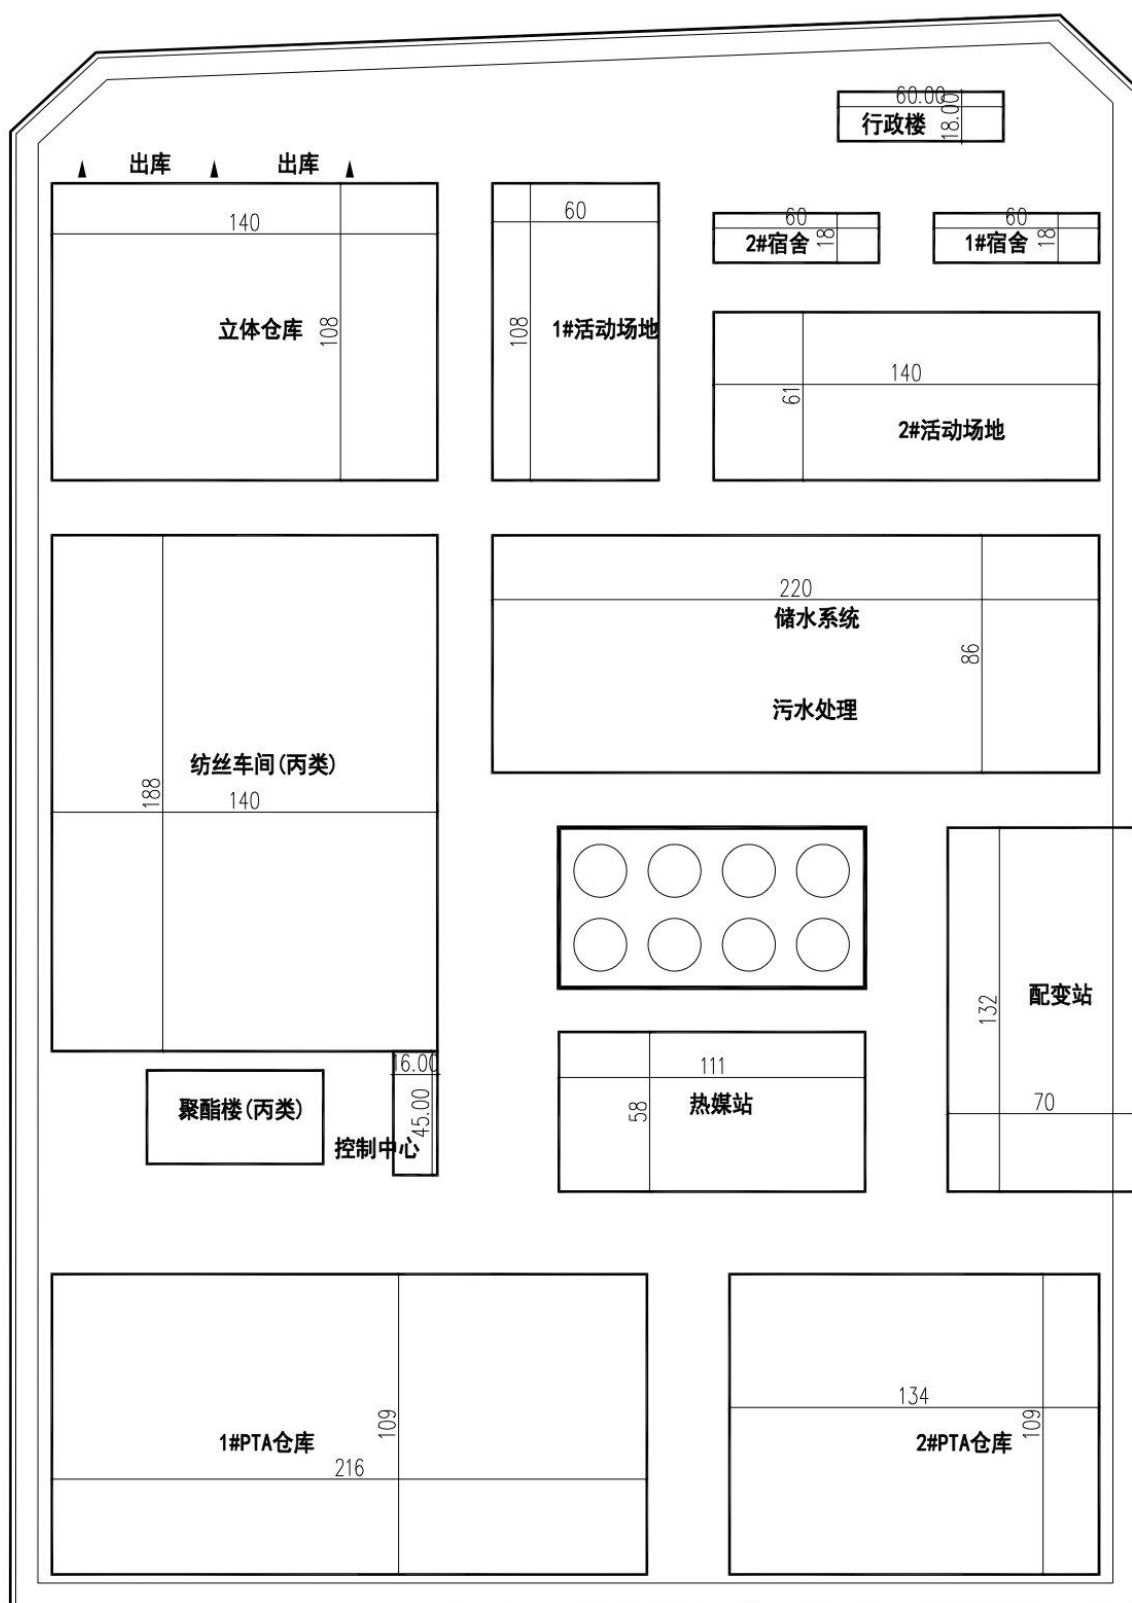 60.00
行政楼
18.00
出库
出库
140
立体仓库
108
60
108
1#活动场地
60
2#宿舍
18
60
1#宿舍
18
140
61
2#活动场地
220
储水系统
86
污水处理
纺丝车间(丙类)
188
140
132
配变站
70
16.00
45.00
聚酯楼(丙类)
控制中心
111
58
热媒站
109
1#PTA仓库
216
134
109
2#PTA仓库